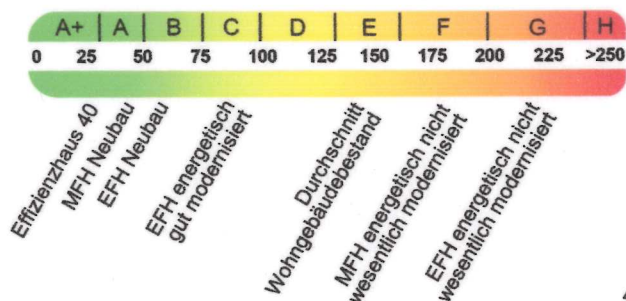 A+ A B C D E F G H
0 25 50 75 100 125 150 175 200 225 >250
Effizienzhaus 40
MFH Neubau
EFH Neubau
EFH energetisch
gut modernisiert
Durchschnitt
Wohngebäudebestand
MFH energetisch nicht
wesentlich modernisiert
EFH energetisch nicht
wesentlich modernisiert